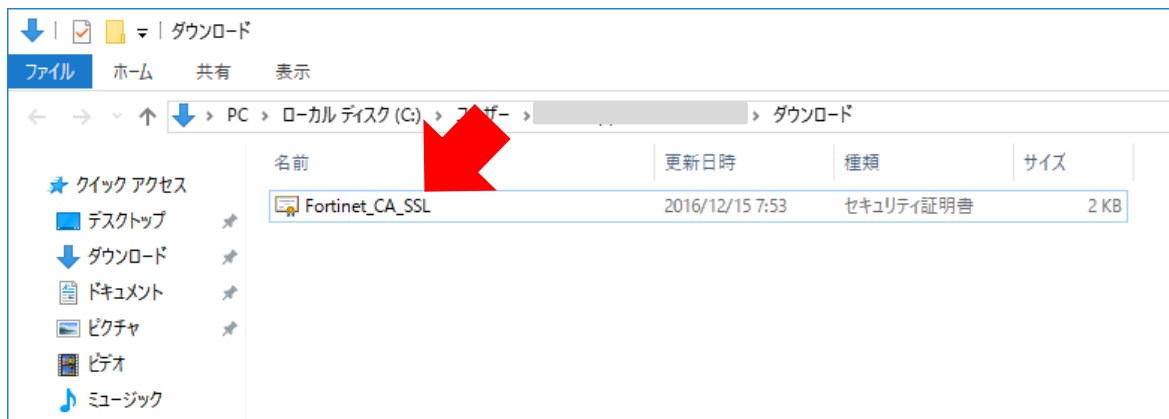 ダウンロード
ファイル ホーム 共有 表示
PC › ローカル ディスク (C:) › ユーザー › › ダウンロード
名前 更新日時 種類 サイズ
クイック アクセス
Fortinet_CA_SSL 2016/12/15 7:53 セキュリティ証明書 2 KB
デスクトップ
ダウンロード
ドキュメント
ピクチャ
ビデオ
ミュージック